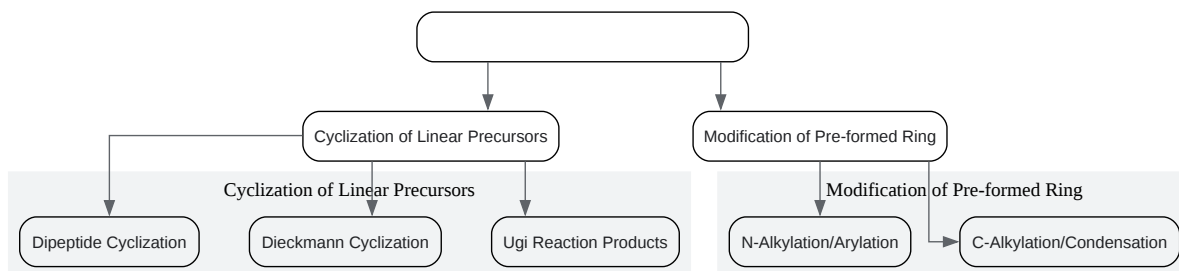 Cyclization of Linear Precursors
Modification of Pre-formed Ring
Cyclization of Linear Precursors
Modification of Pre-formed Ring
Dipeptide Cyclization
Dieckmann Cyclization
Ugi Reaction Products
N-Alkylation/Arylation
C-Alkylation/Condensation